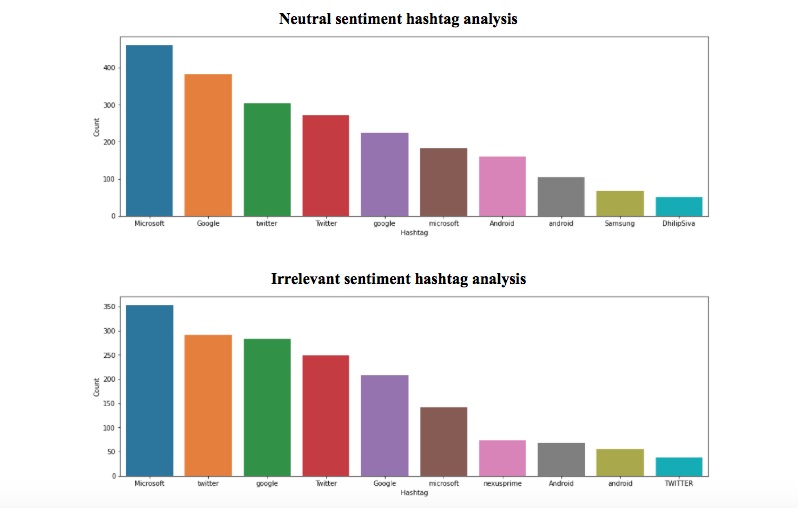 Neutral sentiment hashtag analysis
400
300
200
100
0
Count
Microsoft Google twitter Twitter google microsoft Android android Samsung DhilipSiva
Hashtag
Irrelevant sentiment hashtag analysis
350
300
250
200
150
100
50
0
Count
Microsoft twitter google Twitter Google microsoft nexusprime Android android TWITTER
Hashtag